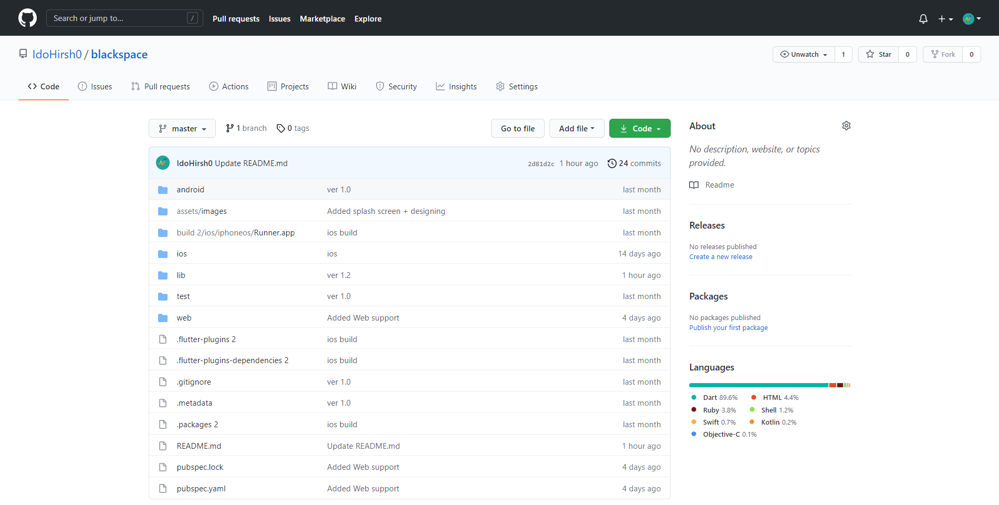 Search or jump to... / Pull requests Issues Marketplace Explore
IdoHirsh0 / blackspace Unwatch 1 Star 0 Fork 0
Code Issues Pull requests Actions Projects Wiki Security Insights Settings
master 1 branch 0 tags Go to file Add file Code
IdoHirsh0 Update README.md 2d81d2c 1 hour ago 24 commits
android ver 1.0 last month
assets/images Added splash screen + designing last month
build 2/ios/iphoneos/Runner.app ios build last month
ios ios 14 days ago
lib ver 1.2 1 hour ago
test ver 1.0 last month
web Added Web support 4 days ago
.flutter-plugins 2 ios build last month
.flutter-plugins-dependencies 2 ios build last month
.gitignore ver 1.0 last month
.metadata ver 1.0 last month
.packages 2 ios build last month
README.md Update README.md 1 hour ago
pubspec.lock Added Web support 4 days ago
pubspec.yaml Added Web support 4 days ago
About
No description, website, or topics
provided.
Readme
Releases
No releases published
Create a new release
Packages
No packages published
Publish your first package
Languages
Dart 89.6% HTML 4.4%
Ruby 3.8% Shell 1.2%
Swift 0.7% Kotlin 0.2%
Objective-C 0.1%